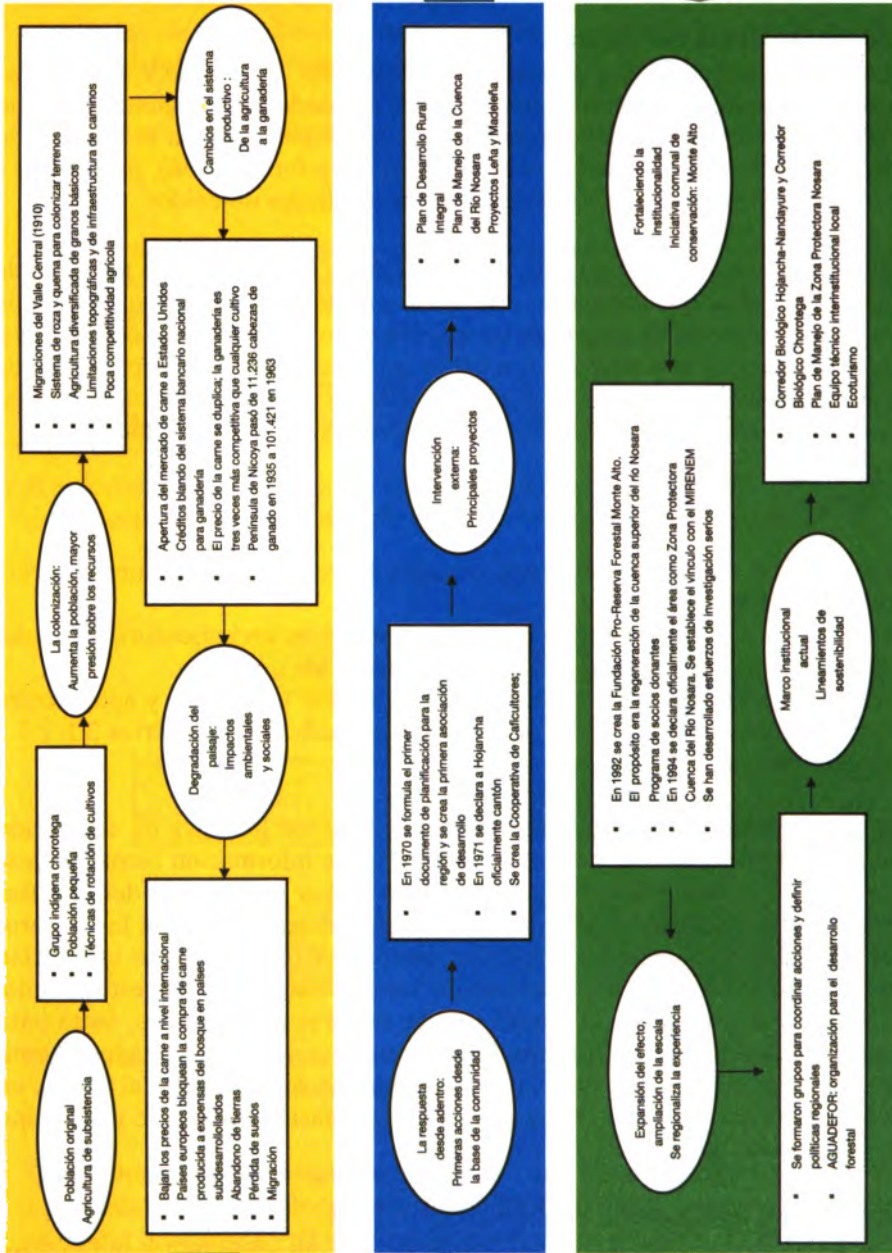 Población original
Agricultura de subsistencia
▪ Grupo indígena chorotega
▪ Población pequeña
▪ Técnicas de rotación de cultivos
La colonización:
Aumenta la población, mayor
presión sobre los recursos
▪ Migraciones del Valle Central (1910)
▪ Sistema de roza y quema para colonizar terrenos
▪ Agricultura diversificada de granos básicos
▪ Limitaciones topográficas y de infraestructura de caminos
▪ Poca competitividad agrícola
Cambios en el sistema
productivo :
De la agricultura
a la ganadería
▪ Apertura del mercado de carne a Estados Unidos
▪ Créditos blando del sistema bancario nacional
para ganadería
▪ El precio de la carne se duplica; la ganadería es
tres veces más competitiva que cualquier cultivo
▪ Península de Nicoya pasó de 11.236 cabezas de
ganado en 1935 a 101.421 en 1963
Degradación del
paisaje:
Impactos
ambientales
y sociales
▪ Bajan los precios de la carne a nivel internacional
▪ Países europeos bloquean la compra de carne
producida a expensas del bosque en países
subdesarrolollados
▪ Abandono de tierras
▪ Pérdida de suelos
▪ Migración
La respuesta
desde adentro:
Primeras acciones desde
la base de la comunidad
▪ En 1970 se formula el primer
documento de planificación para la
región y se crea la primera asociación
de desarrollo
▪ En 1971 se declara a Hojancha
oficialmente cantón
▪ Se crea la Cooperativa de Caficultores;
Intervención
externa:
Principales proyectos
▪ Plan de Desarrollo Rural
Integral
▪ Plan de Manejo de la Cuenca
del Río Nosara
▪ Proyectos Leña y Madeleña
Fortaleciendo la
institucionalidad
Iniciativa comunal de
conservación: Monte Alto
▪ En 1992 se crea la Fundación Pro-Reserva Forestal Monte Alto.
El propósito era la regeneración de la cuenca superior del río Nosara
▪ Programa de socios donantes
▪ En 1994 se declara oficialmente el área como Zona Protectora
Cuenca del Río Nosara. Se establece el vínculo con el MIRENEM
▪ Se han desarrollado esfuerzos de investigación serios
Expansión del efecto,
ampliación de la escala
Se regionaliza la experiencia
▪ Se formaron grupos para coordinar acciones y definir
políticas regionales
▪ AGUADEFOR: organización para el desarrollo
forestal
Marco Institucional
actual
Lineamientos de
sostenibilidad
▪ Corredor Biológico Hojancha-Nandayure y Corredor
Biológico Chorotega
▪ Plan de Manejo de la Zona Protectora Nosara
▪ Equipo técnico interinstitucional local
▪ Ecoturismo